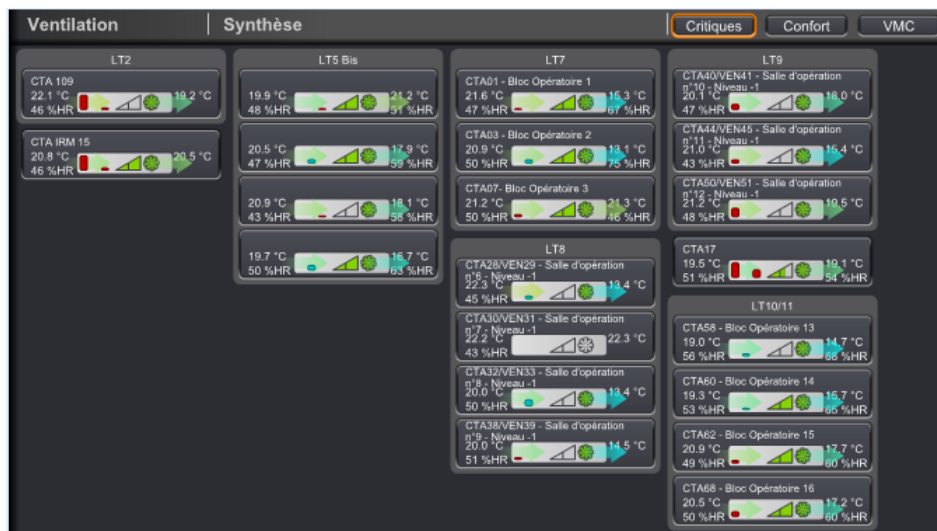 Ventilation
Synthèse
Critiques
Confort
VMC
LT2
CTA 109
22.1 °C
19.2 °C
46 %HR
CTA IRM 15
20.8 °C
20.5 °C
46 %HR
LT5 Bis
19.9 °C
21.2 °C
48 %HR
51 %HR
20.5 °C
17.9 °C
47 %HR
59 %HR
20.9 °C
18.1 °C
43 %HR
58 %HR
19.7 °C
16.7 °C
50 %HR
63 %HR
LT7
CTA01 - Bloc Opératoire 1
21.6 °C
15.3 °C
47 %HR
67 %HR
CTA03 - Bloc Opératoire 2
20.9 °C
13.1 °C
50 %HR
75 %HR
CTA07- Bloc Opératoire 3
21.2 °C
21.3 °C
50 %HR
46 %HR
LT8
CTA28/VEN29 - Salle d'opération
n°6 - Niveau -1
22.3 °C
13.4 °C
45 %HR
CTA30/VEN31 - Salle d'opération
n°7 - Niveau -1
22.2 °C
22.3 °C
43 %HR
CTA32/VEN33 - Salle d'opération
n°8 - Niveau -1
20.0 °C
13.4 °C
50 %HR
CTA38/VEN39 - Salle d'opération
n°9 - Niveau -1
20.0 °C
14.5 °C
51 %HR
LT9
CTA40/VEN41 - Salle d'opération
n°10 - Niveau -1
20.1 °C
18.0 °C
47 %HR
CTA44/VEN45 - Salle d'opération
n°11 - Niveau -1
21.0 °C
15.4 °C
43 %HR
CTA50/VEN51 - Salle d'opération
n°12 - Niveau -1
21.2 °C
19.5 °C
48 %HR
CTA17
19.5 °C
19.1 °C
51 %HR
54 %HR
LT10/11
CTA58 - Bloc Opératoire 13
19.0 °C
14.7 °C
56 %HR
68 %HR
CTA60 - Bloc Opératoire 14
19.3 °C
15.7 °C
53 %HR
65 %HR
CTA62 - Bloc Opératoire 15
20.9 °C
17.7 °C
49 %HR
60 %HR
CTA68 - Bloc Opératoire 16
20.5 °C
17.2 °C
50 %HR
60 %HR